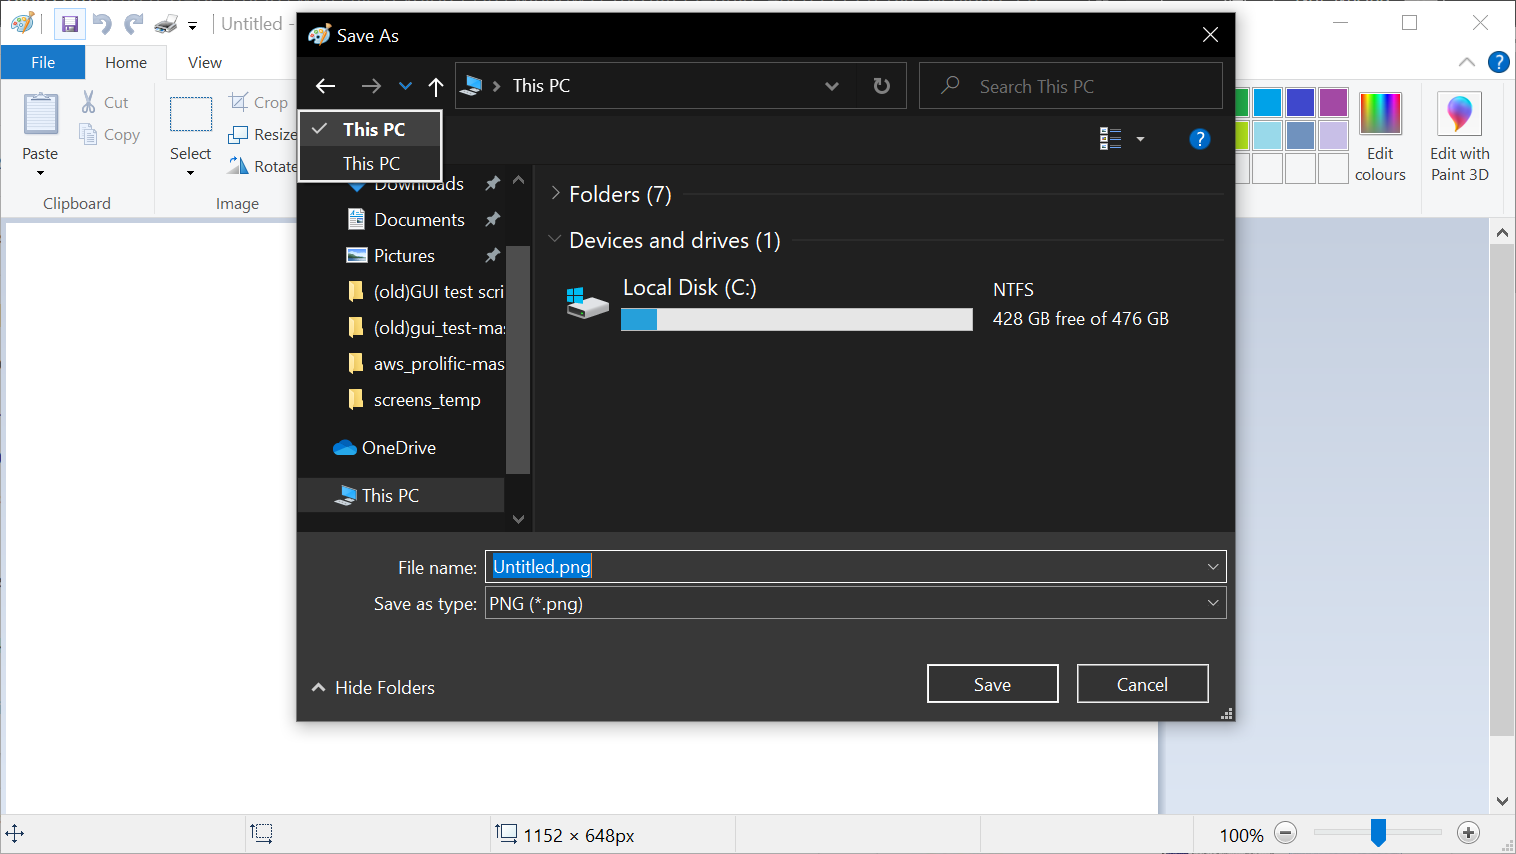 Untitled -
Save As
File
Home
View
This PC
Search This PC
This PC
This PC
Cut
Copy
Paste
Crop
Resize
Rotate
Select
Clipboard
Image
Edit
colours
Edit with
Paint 3D
Downloads
Documents
Pictures
(old)GUI test scri
(old)gui_test-mas
aws_prolific-mas
screens_temp
OneDrive
This PC
Folders (7)
Devices and drives (1)
Local Disk (C:)
NTFS
428 GB free of 476 GB
File name:
Untitled.png
Save as type:
PNG (*.png)
Hide Folders
Save
Cancel
1152 × 648px
100%